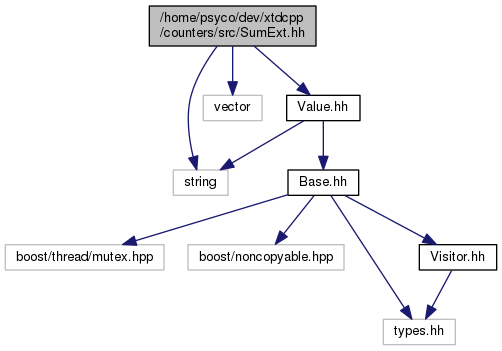 /home/psyco/dev/xtdcpp
/counters/src/SumExt.hh
vector
Value.hh
string
Base.hh
boost/thread/mutex.hpp
boost/noncopyable.hpp
Visitor.hh
types.hh